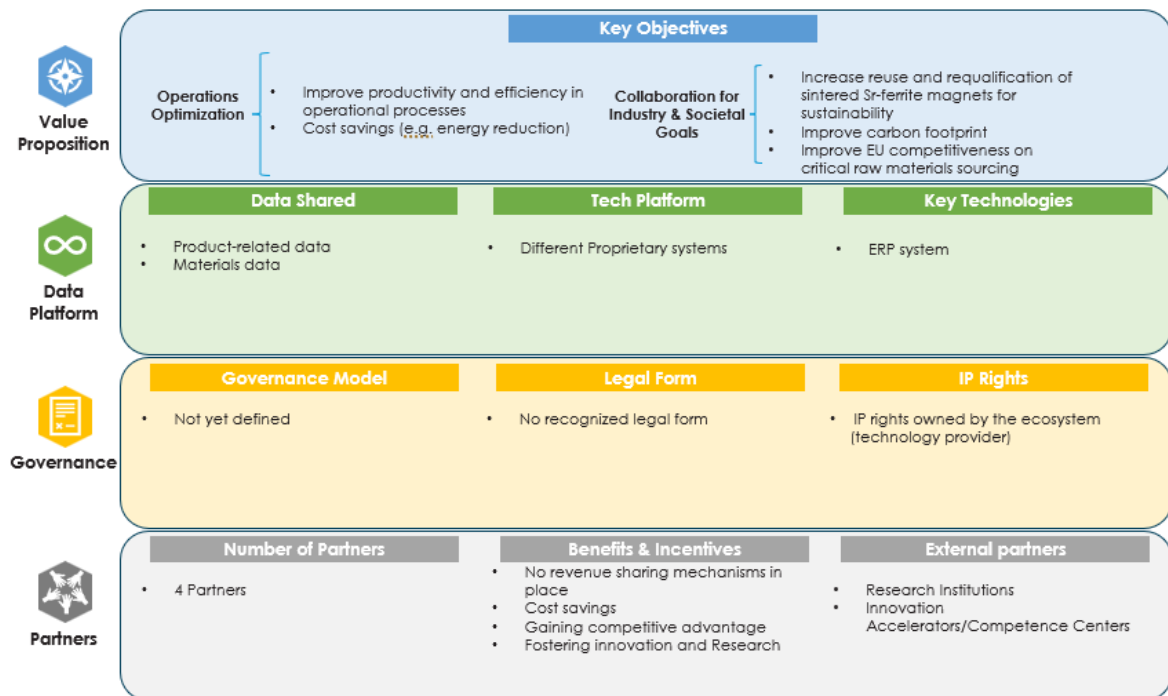 Key Objectives
Value
Proposition
Operations
Optimization
• Improve productivity and efficiency in
operational processes
• Cost savings (e.g. energy reduction)
Collaboration for
Industry & Societal
Goals
• Increase reuse and requalification of
sintered Sr-ferrite magnets for
sustainability
• Improve carbon footprint
• Improve EU competitiveness on
critical raw materials sourcing
Data
Platform
Data Shared
• Product-related data
• Materials data
Tech Platform
• Different Proprietary systems
Key Technologies
• ERP system
Governance
Governance Model
• Not yet defined
Legal Form
• No recognized legal form
IP Rights
• IP rights owned by the ecosystem
(technology provider)
Partners
Number of Partners
• 4 Partners
Benefits & Incentives
• No revenue sharing mechanisms in
place
• Cost savings
• Gaining competitive advantage
• Fostering innovation and Research
External partners
• Research Institutions
• Innovation
Accelerators/Competence Centers